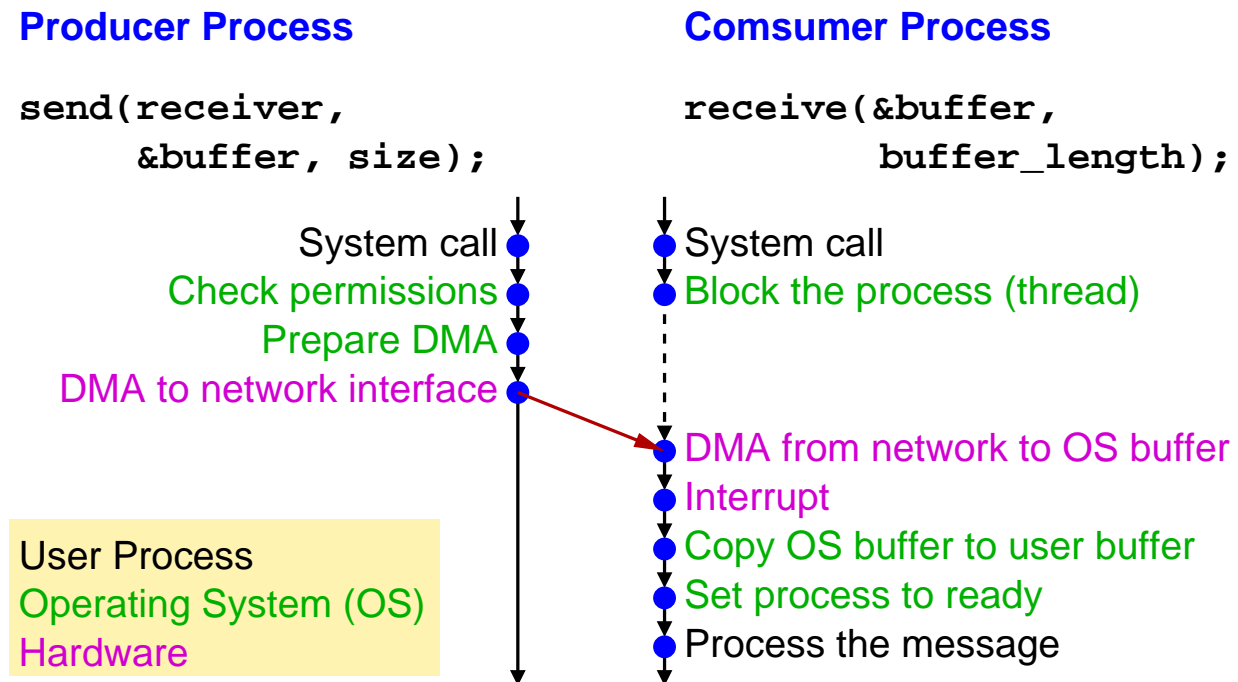 Producer Process
send(receiver,
&buffer, size);
System call
Check permissions
Prepare DMA
DMA to network interface
User Process
Operating System (OS)
Hardware
Comsumer Process
receive(&buffer,
buffer_length);
System call
Block the process (thread)
DMA from network to OS buffer
Interrupt
Copy OS buffer to user buffer
Set process to ready
Process the message